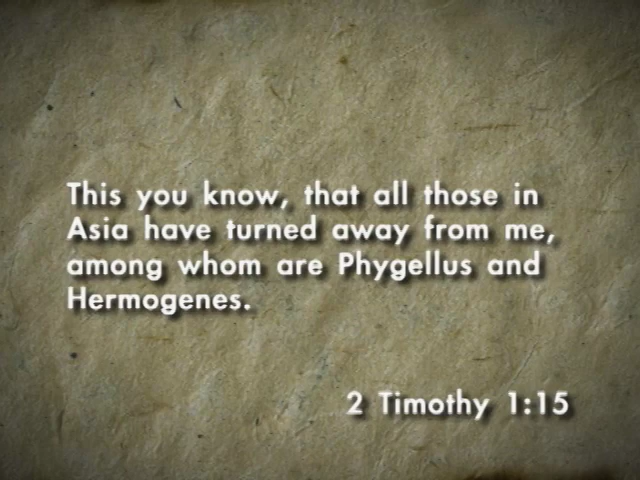 This you know, that all those in
Asia have turned away from me,
among whom are Phygellus and
Hermogenes.
2 Timothy 1:15